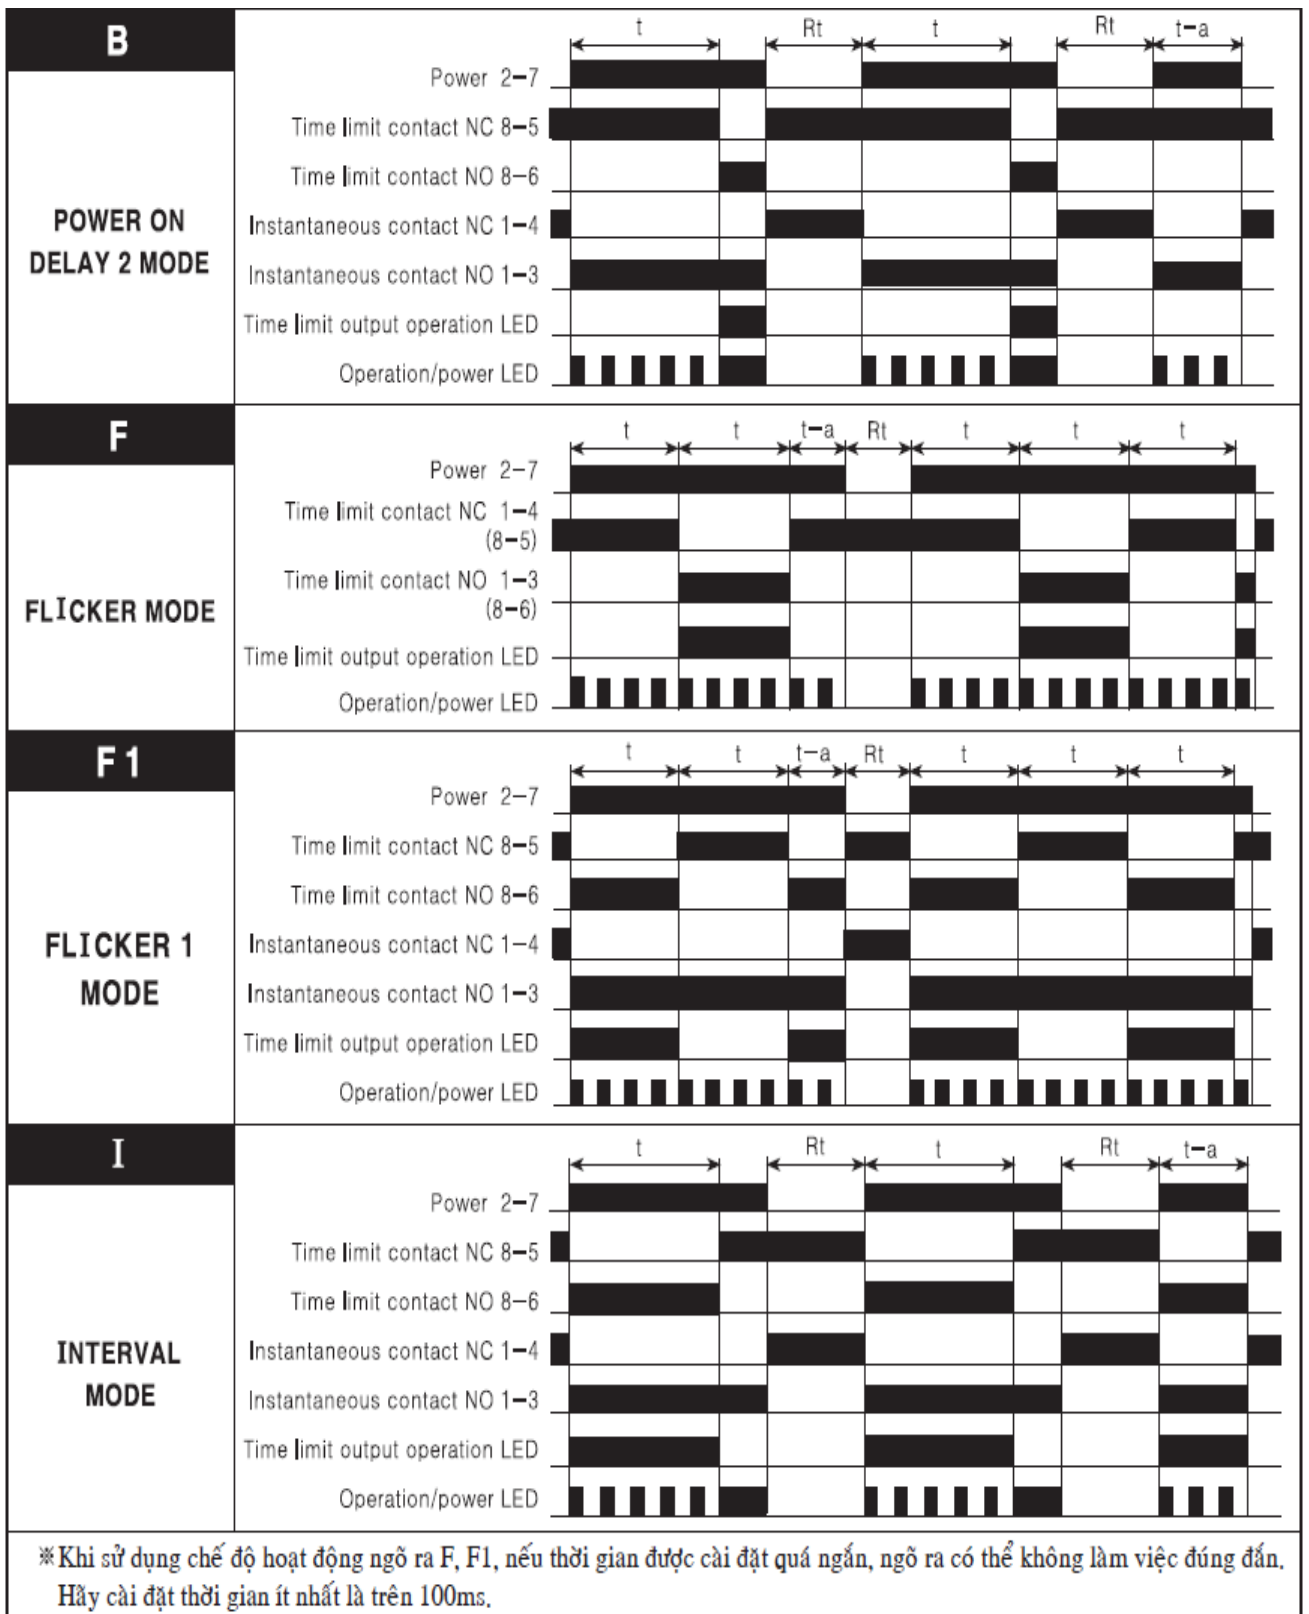 B
POWER ON
DELAY 2 MODE
t Rt t Rt t-a
Power 2-7
Time limit contact NC 8-5
Time limit contact NO 8-6
Instantaneous contact NC 1-4
Instantaneous contact NO 1-3
Time limit output operation LED
Operation/power LED
F
FLICKER MODE
t t t-a Rt t t t
Power 2-7
Time limit contact NC 1-4
(8-5)
Time limit contact NO 1-3
(8-6)
Time limit output operation LED
Operation/power LED
F1
FLICKER 1
MODE
t t t-a Rt t t t
Power 2-7
Time limit contact NC 8-5
Time limit contact NO 8-6
Instantaneous contact NC 1-4
Instantaneous contact NO 1-3
Time limit output operation LED
Operation/power LED
I
INTERVAL
MODE
t Rt t Rt t-a
Power 2-7
Time limit contact NC 8-5
Time limit contact NO 8-6
Instantaneous contact NC 1-4
Instantaneous contact NO 1-3
Time limit output operation LED
Operation/power LED
※Khi sử dụng chế độ hoạt động ngõ ra F, F1, nếu thời gian được cài đặt quá ngắn, ngõ ra có thể không làm việc đúng đắn.
Hãy cài đặt thời gian ít nhất là trên 100ms.